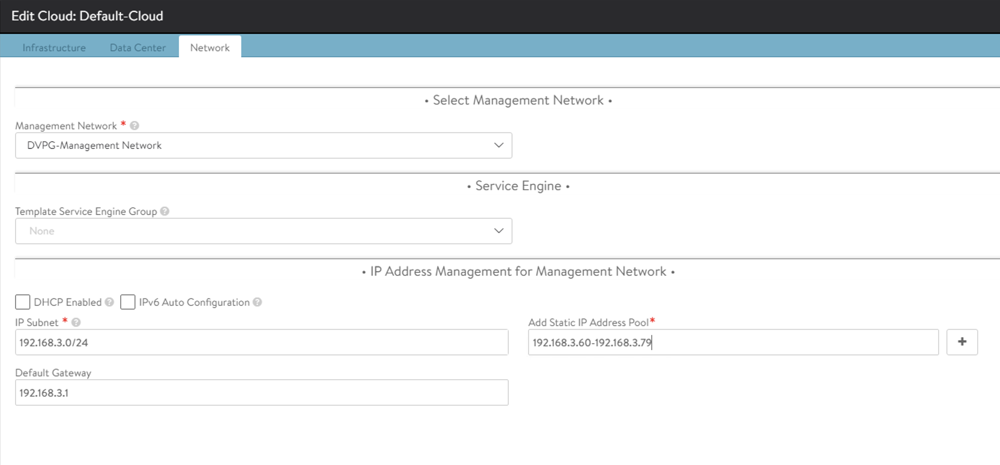 Edit Cloud: Default-Cloud
Infrastructure Data Center Network
• Select Management Network •
Management Network * ?
DVPG-Management Network
• Service Engine •
Template Service Engine Group ?
None
• IP Address Management for Management Network •
DHCP Enabled ? IPv6 Auto Configuration ?
IP Subnet * ? Add Static IP Address Pool*
192.168.3.0/24 192.168.3.60-192.168.3.79 +
Default Gateway
192.168.3.1